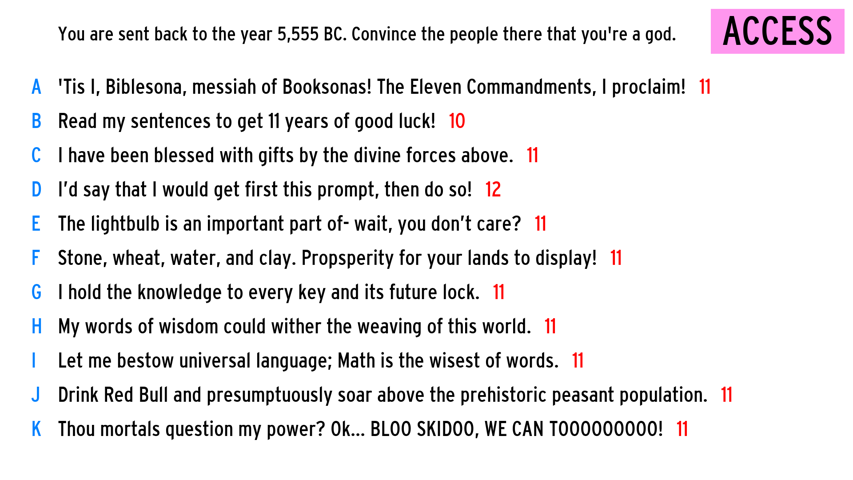 You are sent back to the year 5,555 BC. Convince the people there that you're a god.
ACCESS
A 'Tis I, Biblesona, messiah of Booksonas! The Eleven Commandments, I proclaim! 11
B Read my sentences to get 11 years of good luck! 10
C I have been blessed with gifts by the divine forces above. 11
D I’d say that I would get first this prompt, then do so! 12
E The lightbulb is an important part of- wait, you don’t care? 11
F Stone, wheat, water, and clay. Propsperity for your lands to display! 11
G I hold the knowledge to every key and its future lock. 11
H My words of wisdom could wither the weaving of this world. 11
I Let me bestow universal language; Math is the wisest of words. 11
J Drink Red Bull and presumptuously soar above the prehistoric peasant population. 11
K Thou mortals question my power? Ok... BLOO SKIDOO, WE CAN TOOOOOOOOO! 11